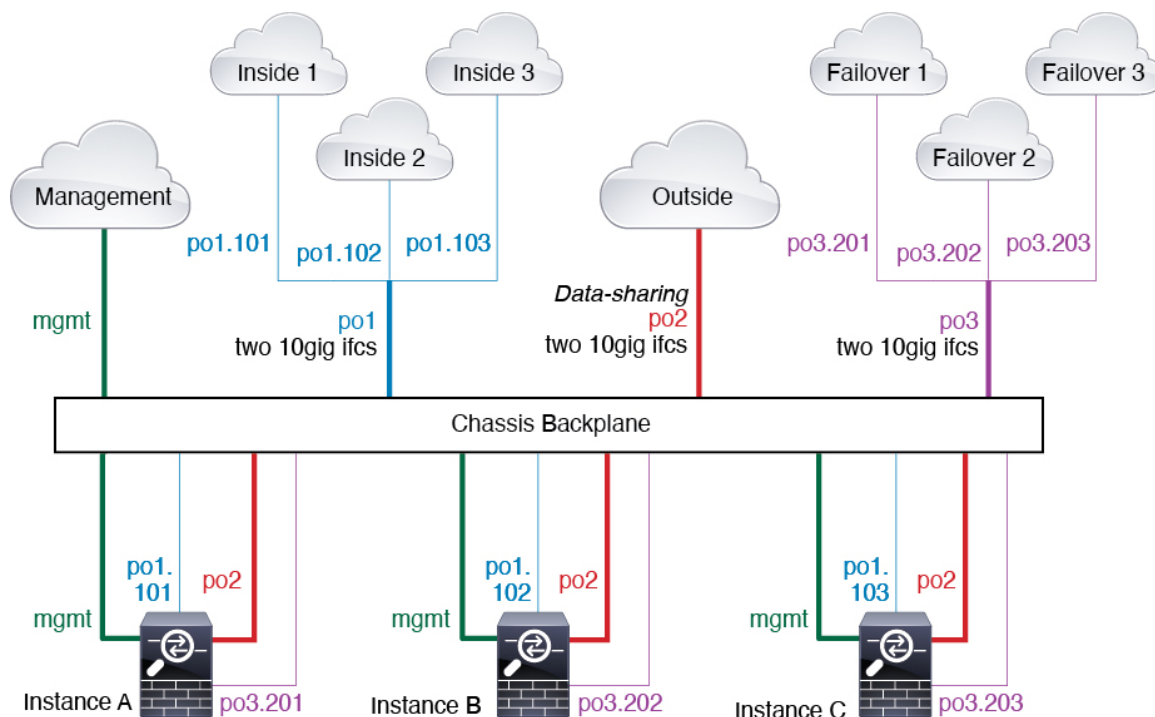 Inside 1
Inside 3
Failover 1
Failover 3
Inside 2
Failover 2
Management
Outside
po1.101
po1.102
po1.103
po3.201
po3.202
po3.203
mgmt
po1
two 10gig ifcs
Data-sharing
po2
two 10gig ifcs
po3
two 10gig ifcs
Chassis Backplane
po1.
101
po2
mgmt
Instance A
po3.201
po1.
102
po2
mgmt
Instance B
po3.202
po1.
103
po2
mgmt
Instance C
po3.203